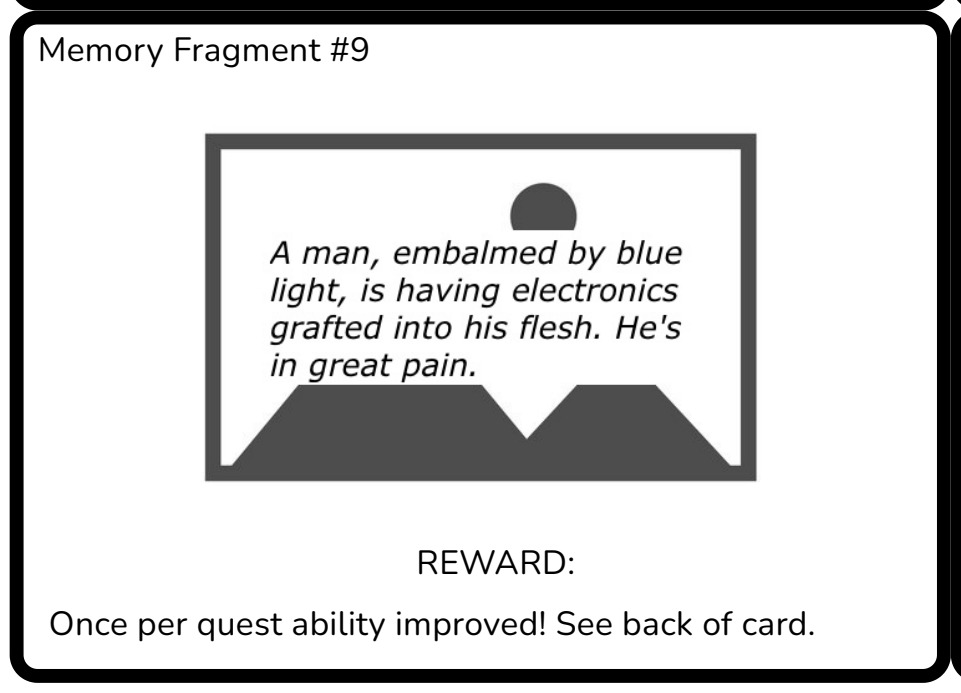 Memory Fragment #9
A man, embalmed by blue
light, is having electronics
grafted into his flesh. He's
in great pain.
REWARD:
Once per quest ability improved! See back of card.